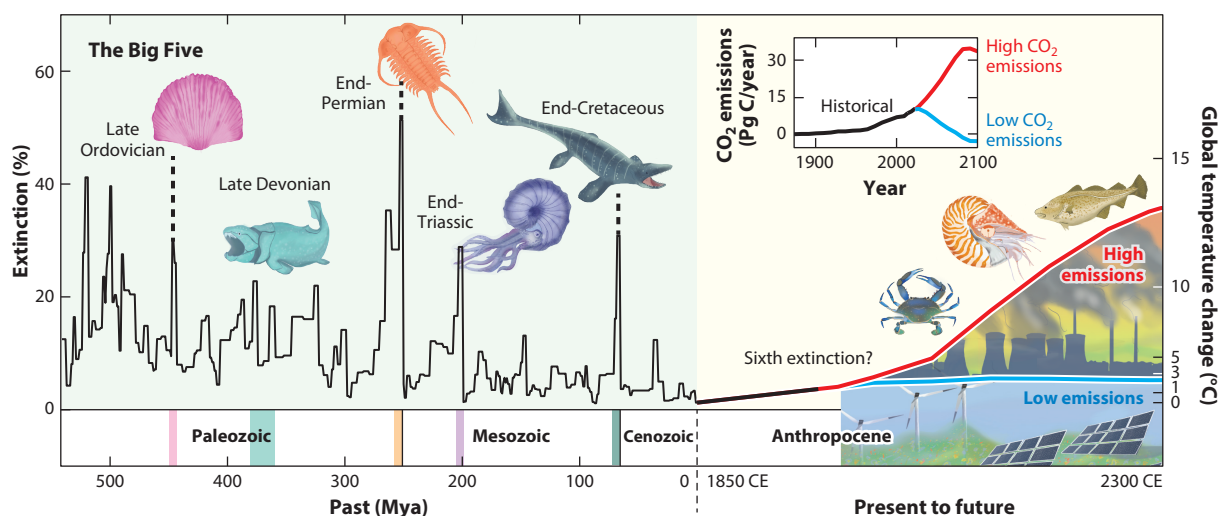 The Big Five
Extinction (%)
60
40
20
0
Late
Ordovician
Late Devonian
End-
Permian
End-
Triassic
End-Cretaceous
CO₂ emissions
(Pg C/year)
30
15
0
Historical
High CO₂
emissions
Low CO₂
emissions
1900
2000
2100
Year
Sixth extinction?
High
emissions
Low emissions
Global temperature change (°C)
15
10
5
3
1
0
Paleozoic
Mesozoic
Cenozoic
Anthropocene
500
400
300
200
100
0
1850 CE
2300 CE
Past (Mya)
Present to future